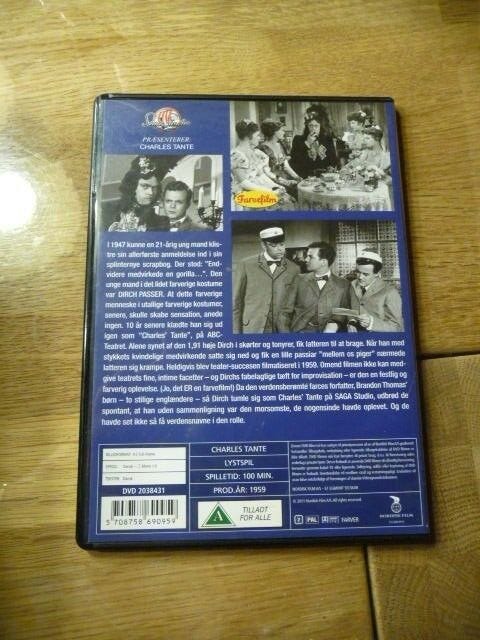 PRÆSENTERER:
CHARLES TANTE
Farvefilm
I 1947 kunne en 21-årig ung mand klis-
tre sin allerførste anmeldelse ind i sin
splinternye scrapbog. Der stod: "End-
videre medvirkede en gorilla...". Den
unge mand i det lidet farverige kostume
var DIRCH PASSER. At dette farverige
menneske i utallige farverige kostumer,
senere, skulle skabe sensation, anede
ingen. 10 år senere klædte han sig ud
igen som "Charles' Tante", på ABC-
Teatret. Alene synet af den 1,91 høje Dirch i skørter og tonyrer, fik latteren til at brage. Når han med
stykkets kvindelige medvirkende satte sig ned og fik en lille passiar "mellem os piger" nærmede
latteren sig krampe. Heldigvis blev teater-succesen filmatiseret i 1959. Omend filmen ikke kan med-
give teatrets fine, intime facetter – og Dirchs fabelagtige tæft for improvisation – er den en festlig og
farverig oplevelse. (Jo, det ER en farvefilm!) Da den verdensberømte farces forfatter, Brandon Thomas'
børn – to stilige englændere – så Dirch tumle sig som Charles' Tante på SAGA Studio, udbrød de
spontant, at han uden sammenligning var den morsomste, de nogensinde havde oplevet. Og de
havde set ikke så få verdensnavne i den rolle.
CHARLES TANTE
LYSTSPIL
SPILLETID: 100 MIN.
PROD.ÅR: 1959
DVD 2038431
5 708758 690959
A
TILLADT
FOR ALLE
2
PAL
FARVER
NORDISK FILM